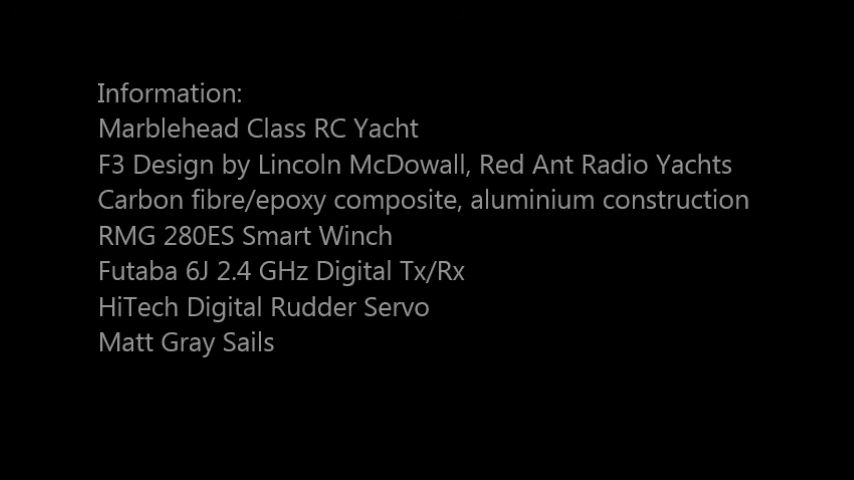 Information:
Marblehead Class RC Yacht
F3 Design by Lincoln McDowall, Red Ant Radio Yachts
Carbon fibre/epoxy composite, aluminium construction
RMG 280ES Smart Winch
Futaba 6J 2.4 GHz Digital Tx/Rx
HiTech Digital Rudder Servo
Matt Gray Sails